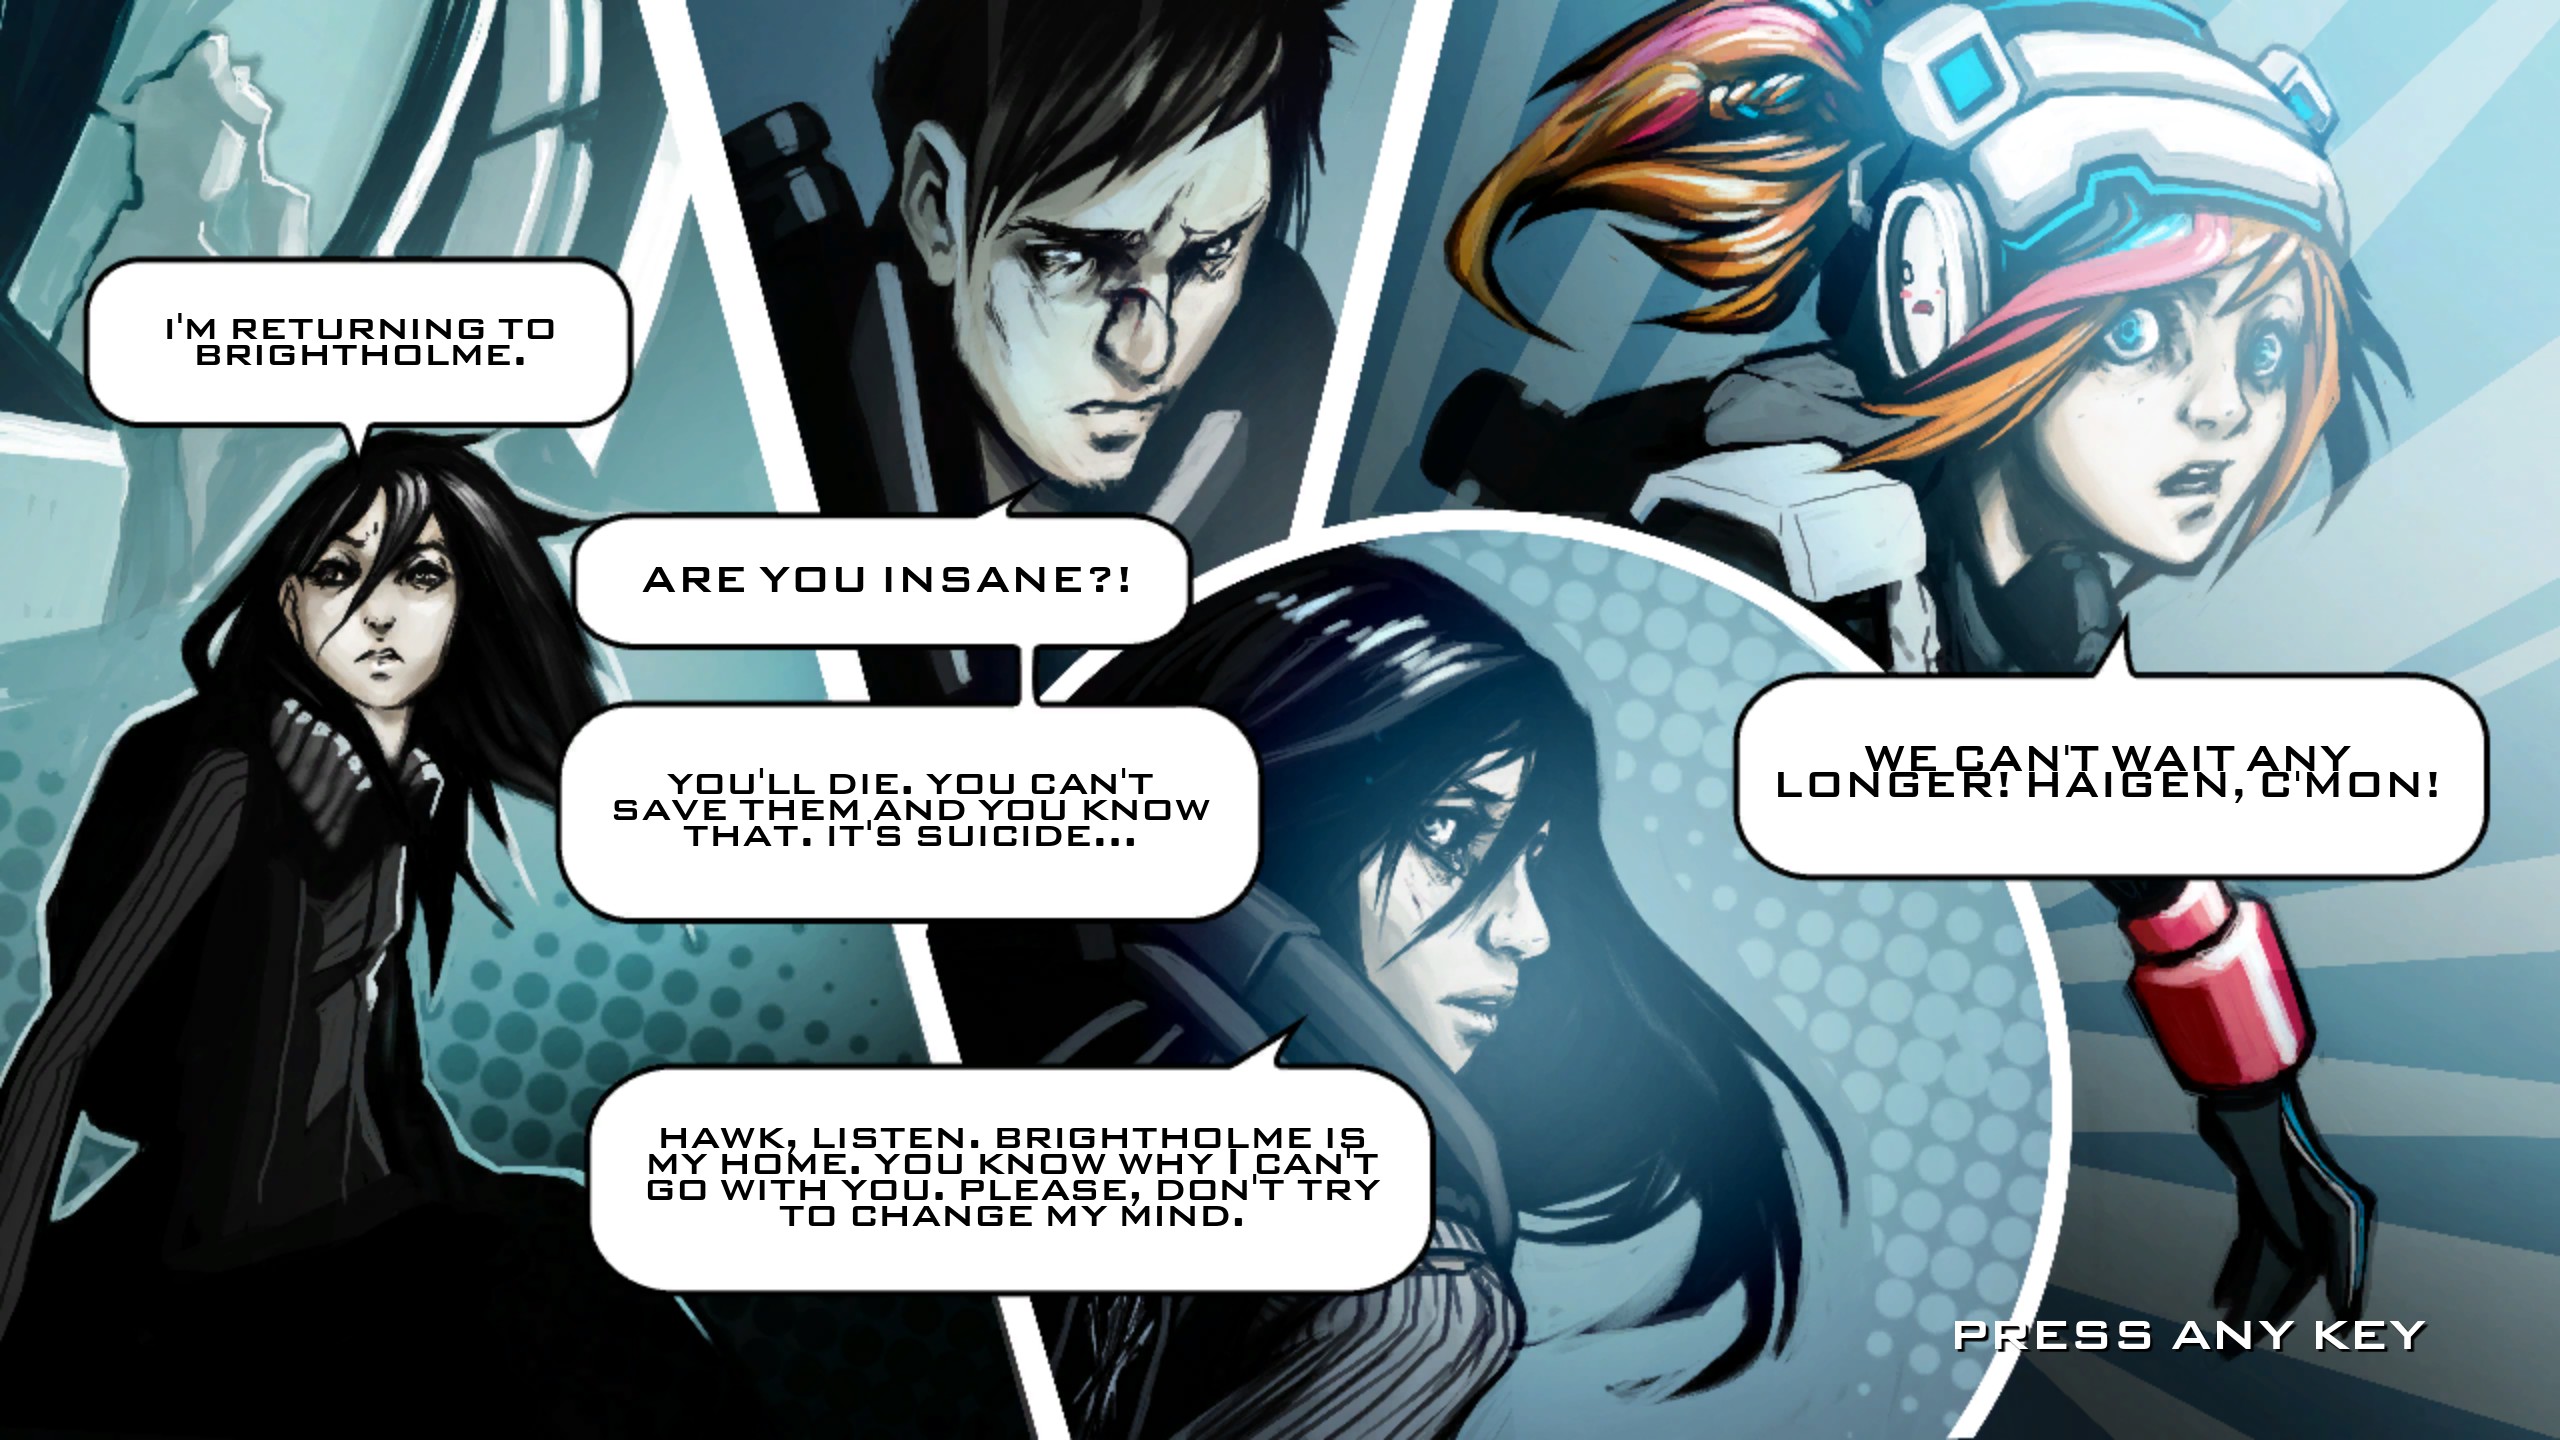 I'M RETURNING TO
BRIGHTHOLME.
ARE YOU INSANE?!
YOU'LL DIE. YOU CAN'T
SAVE THEM AND YOU KNOW
THAT. IT'S SUICIDE...
HAWK, LISTEN. BRIGHTHOLME IS
MY HOME. YOU KNOW WHY I CAN'T
GO WITH YOU. PLEASE, DON'T TRY
TO CHANGE MY MIND.
WE CAN'T WAIT ANY
LONGER! HAIGEN, C'MON!
PRESS ANY KEY